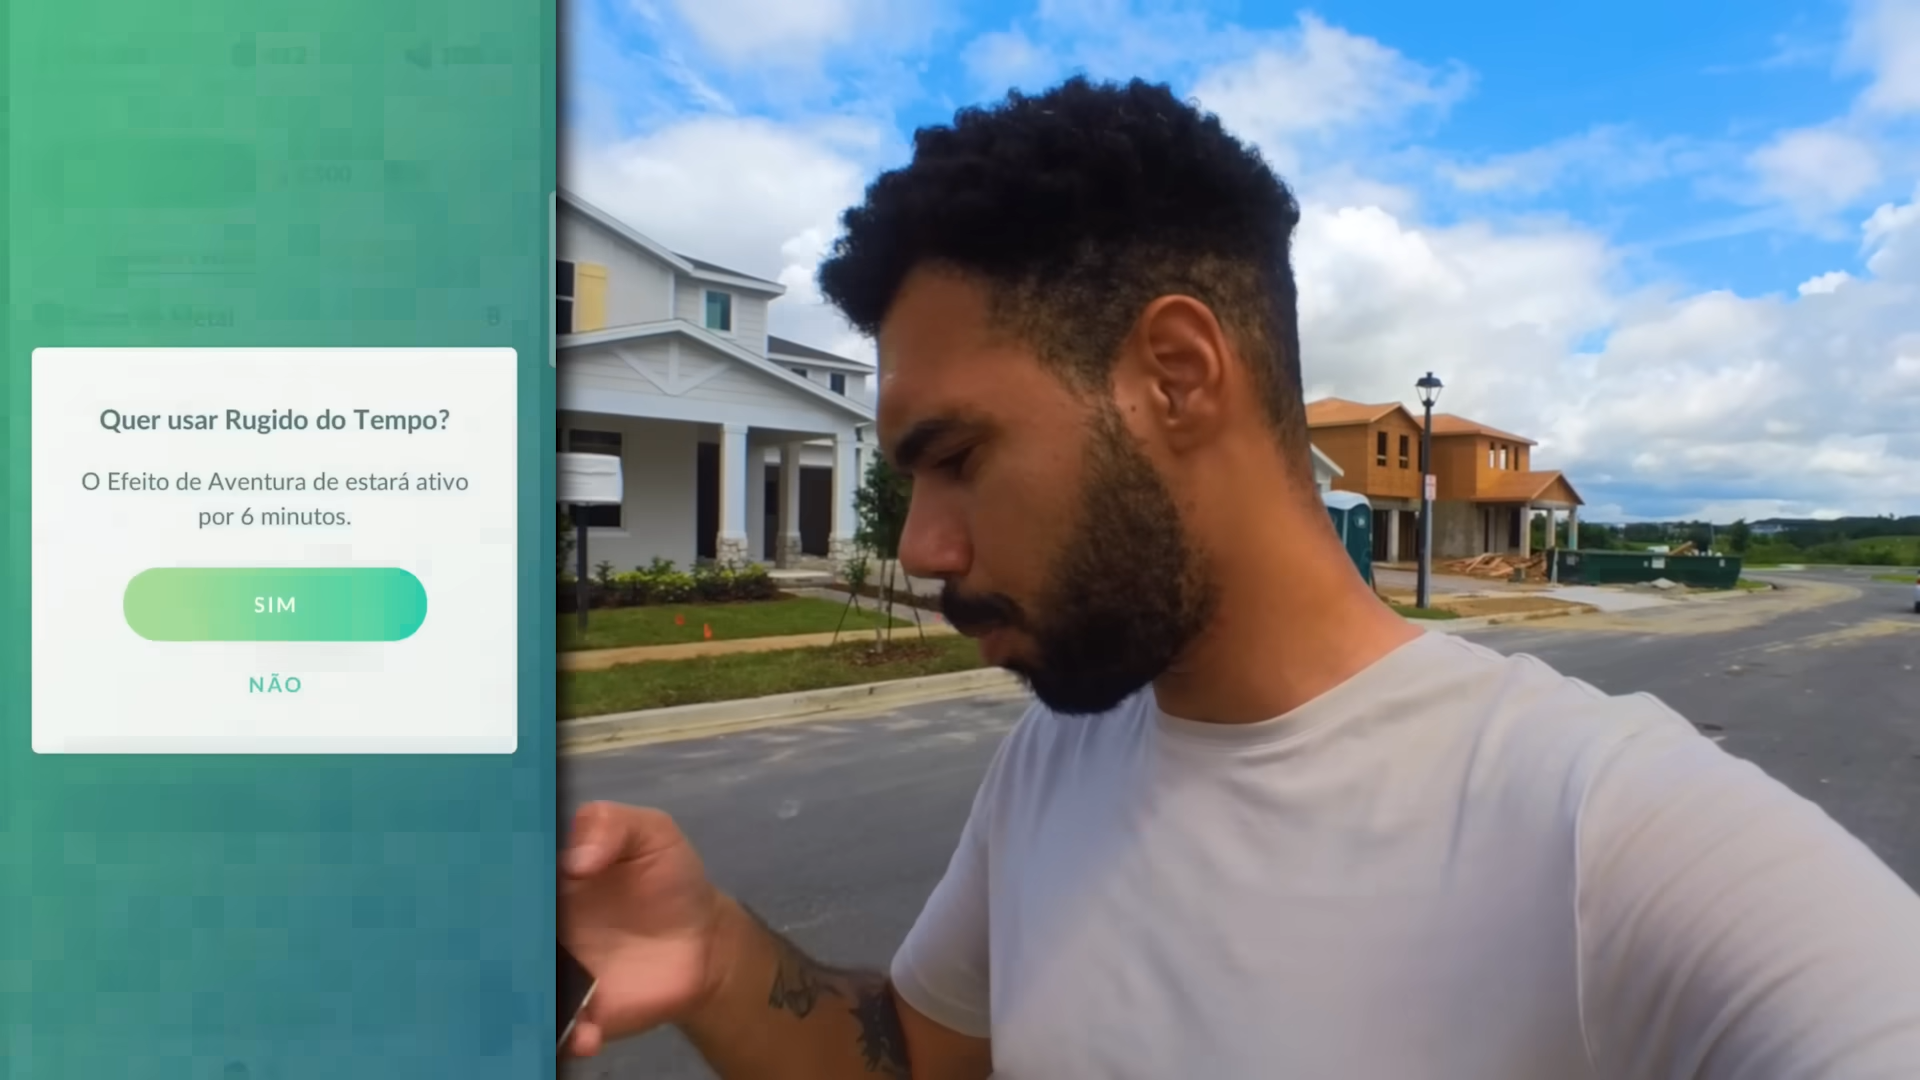 Quer usar Rugido do Tempo?
O Efeito de Aventura de estará ativo
por 6 minutos.
SIM
NÃO